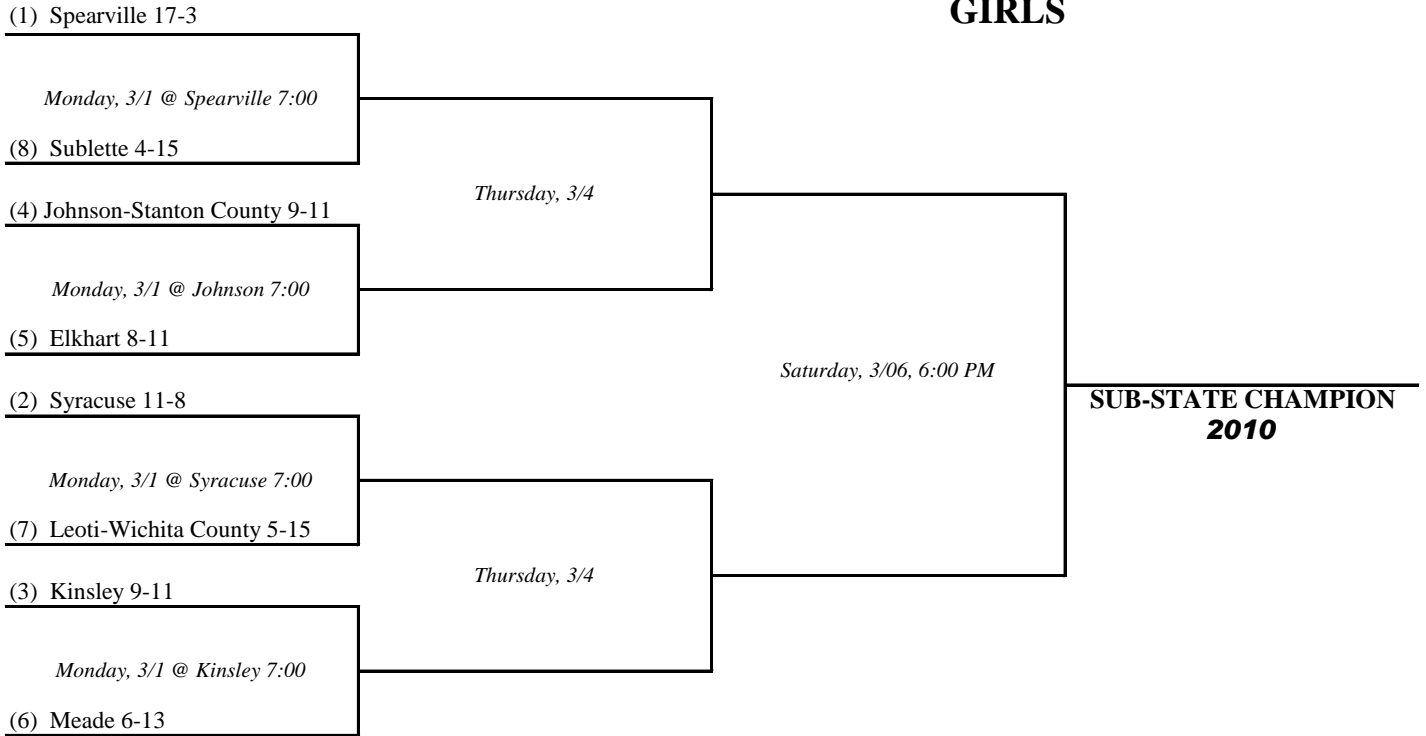 GIRLS
(1) Spearville 17-3
Monday, 3/1 @ Spearville 7:00
(8) Sublette 4-15
Thursday, 3/4
(4) Johnson-Stanton County 9-11
Monday, 3/1 @ Johnson 7:00
(5) Elkhart 8-11
Saturday, 3/06, 6:00 PM
(2) Syracuse 11-8
SUB-STATE CHAMPION
2010
Monday, 3/1 @ Syracuse 7:00
(7) Leoti-Wichita County 5-15
Thursday, 3/4
(3) Kinsley 9-11
Monday, 3/1 @ Kinsley 7:00
(6) Meade 6-13